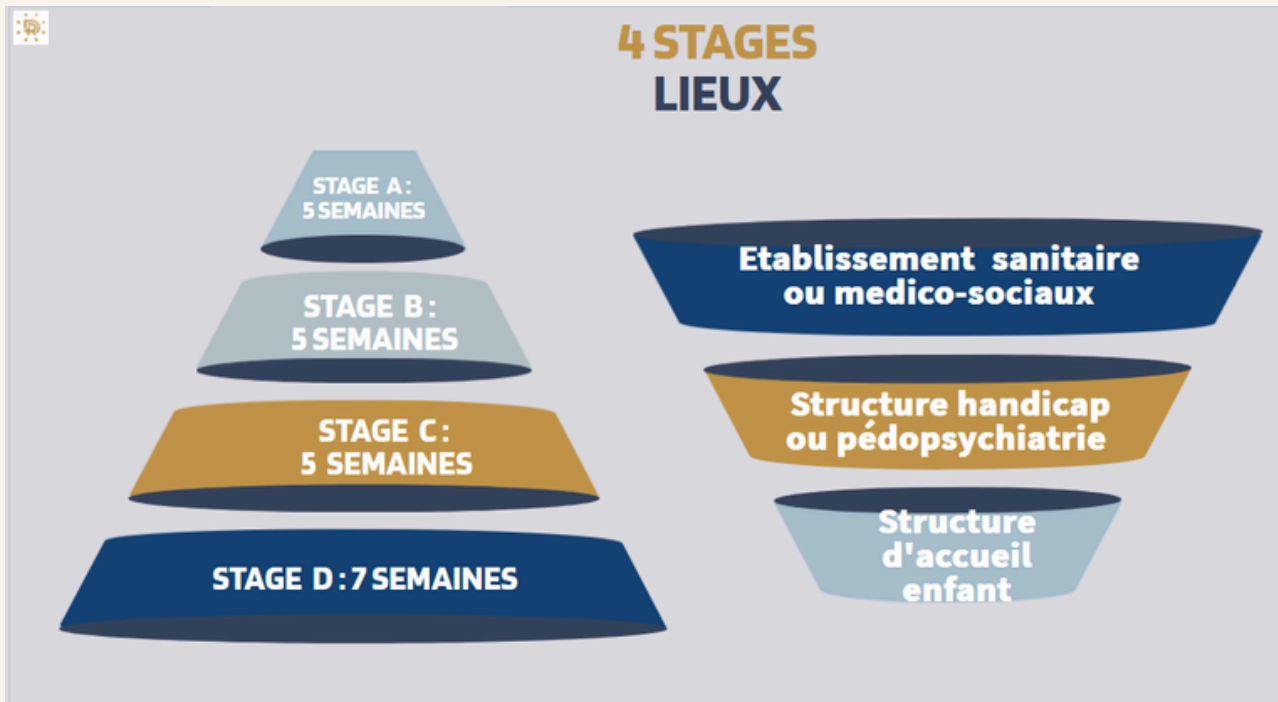 4 STAGES
LIEUX
STAGE A :
5 SEMAINES
STAGE B :
5 SEMAINES
STAGE C :
5 SEMAINES
STAGE D : 7 SEMAINES
Etablissement sanitaire
ou medico-sociaux
Structure handicap
ou pédopsychiatrie
Structure
d'accueil
enfant